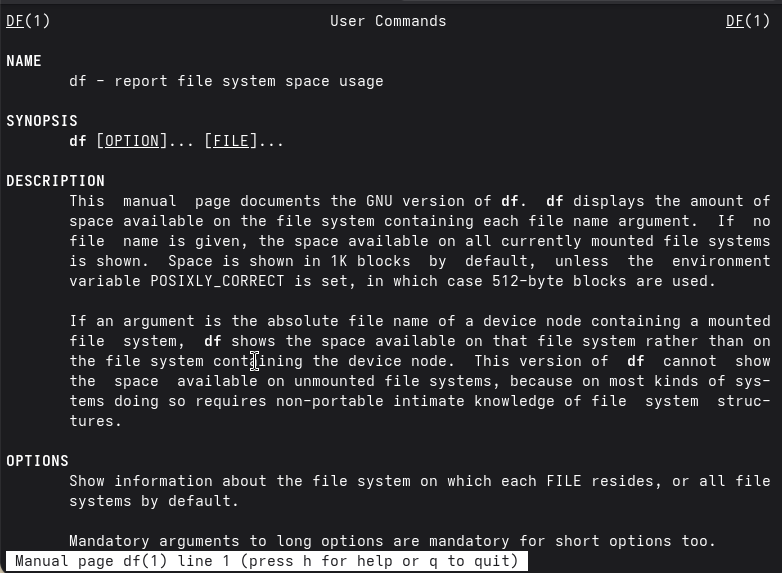 DF(1) User Commands DF(1)
NAME
df - report file system space usage
SYNOPSIS
df [OPTION]... [FILE]...
DESCRIPTION
This manual page documents the GNU version of df. df displays the amount of
space available on the file system containing each file name argument. If no
file name is given, the space available on all currently mounted file systems
is shown. Space is shown in 1K blocks by default, unless the environment
variable POSIXLY_CORRECT is set, in which case 512-byte blocks are used.
If an argument is the absolute file name of a device node containing a mounted
file system, df shows the space available on that file system rather than on
the file system containing the device node. This version of df cannot show
the space available on unmounted file systems, because on most kinds of sys-
tems doing so requires non-portable intimate knowledge of file system struc-
tures.
OPTIONS
Show information about the file system on which each FILE resides, or all file
systems by default.
Mandatory arguments to long options are mandatory for short options too.
Manual page df(1) line 1 (press h for help or q to quit)